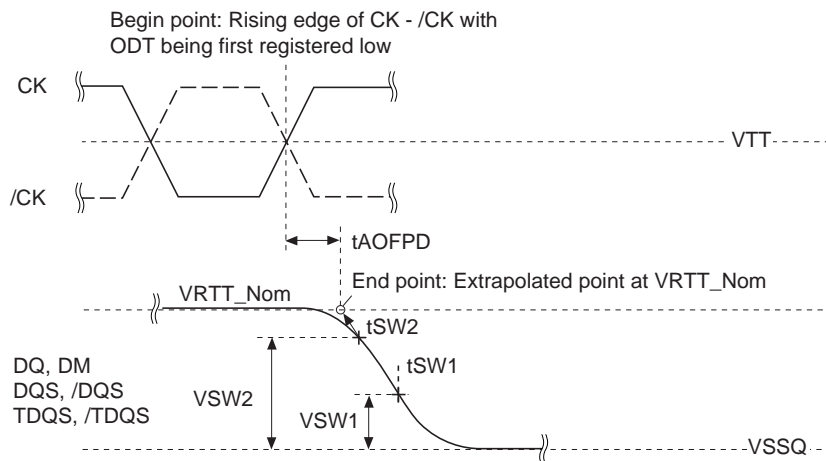 Begin point: Rising edge of CK - /CK with
ODT being first registered low
CK
VTT
/CK
tAOFPD
End point: Extrapolated point at VRTT_Nom
VRTT_Nom
tSW2
tSW1
DQ, DM
DQS, /DQS
TDQS, /TDQS
VSW2
VSW1
VSSQ